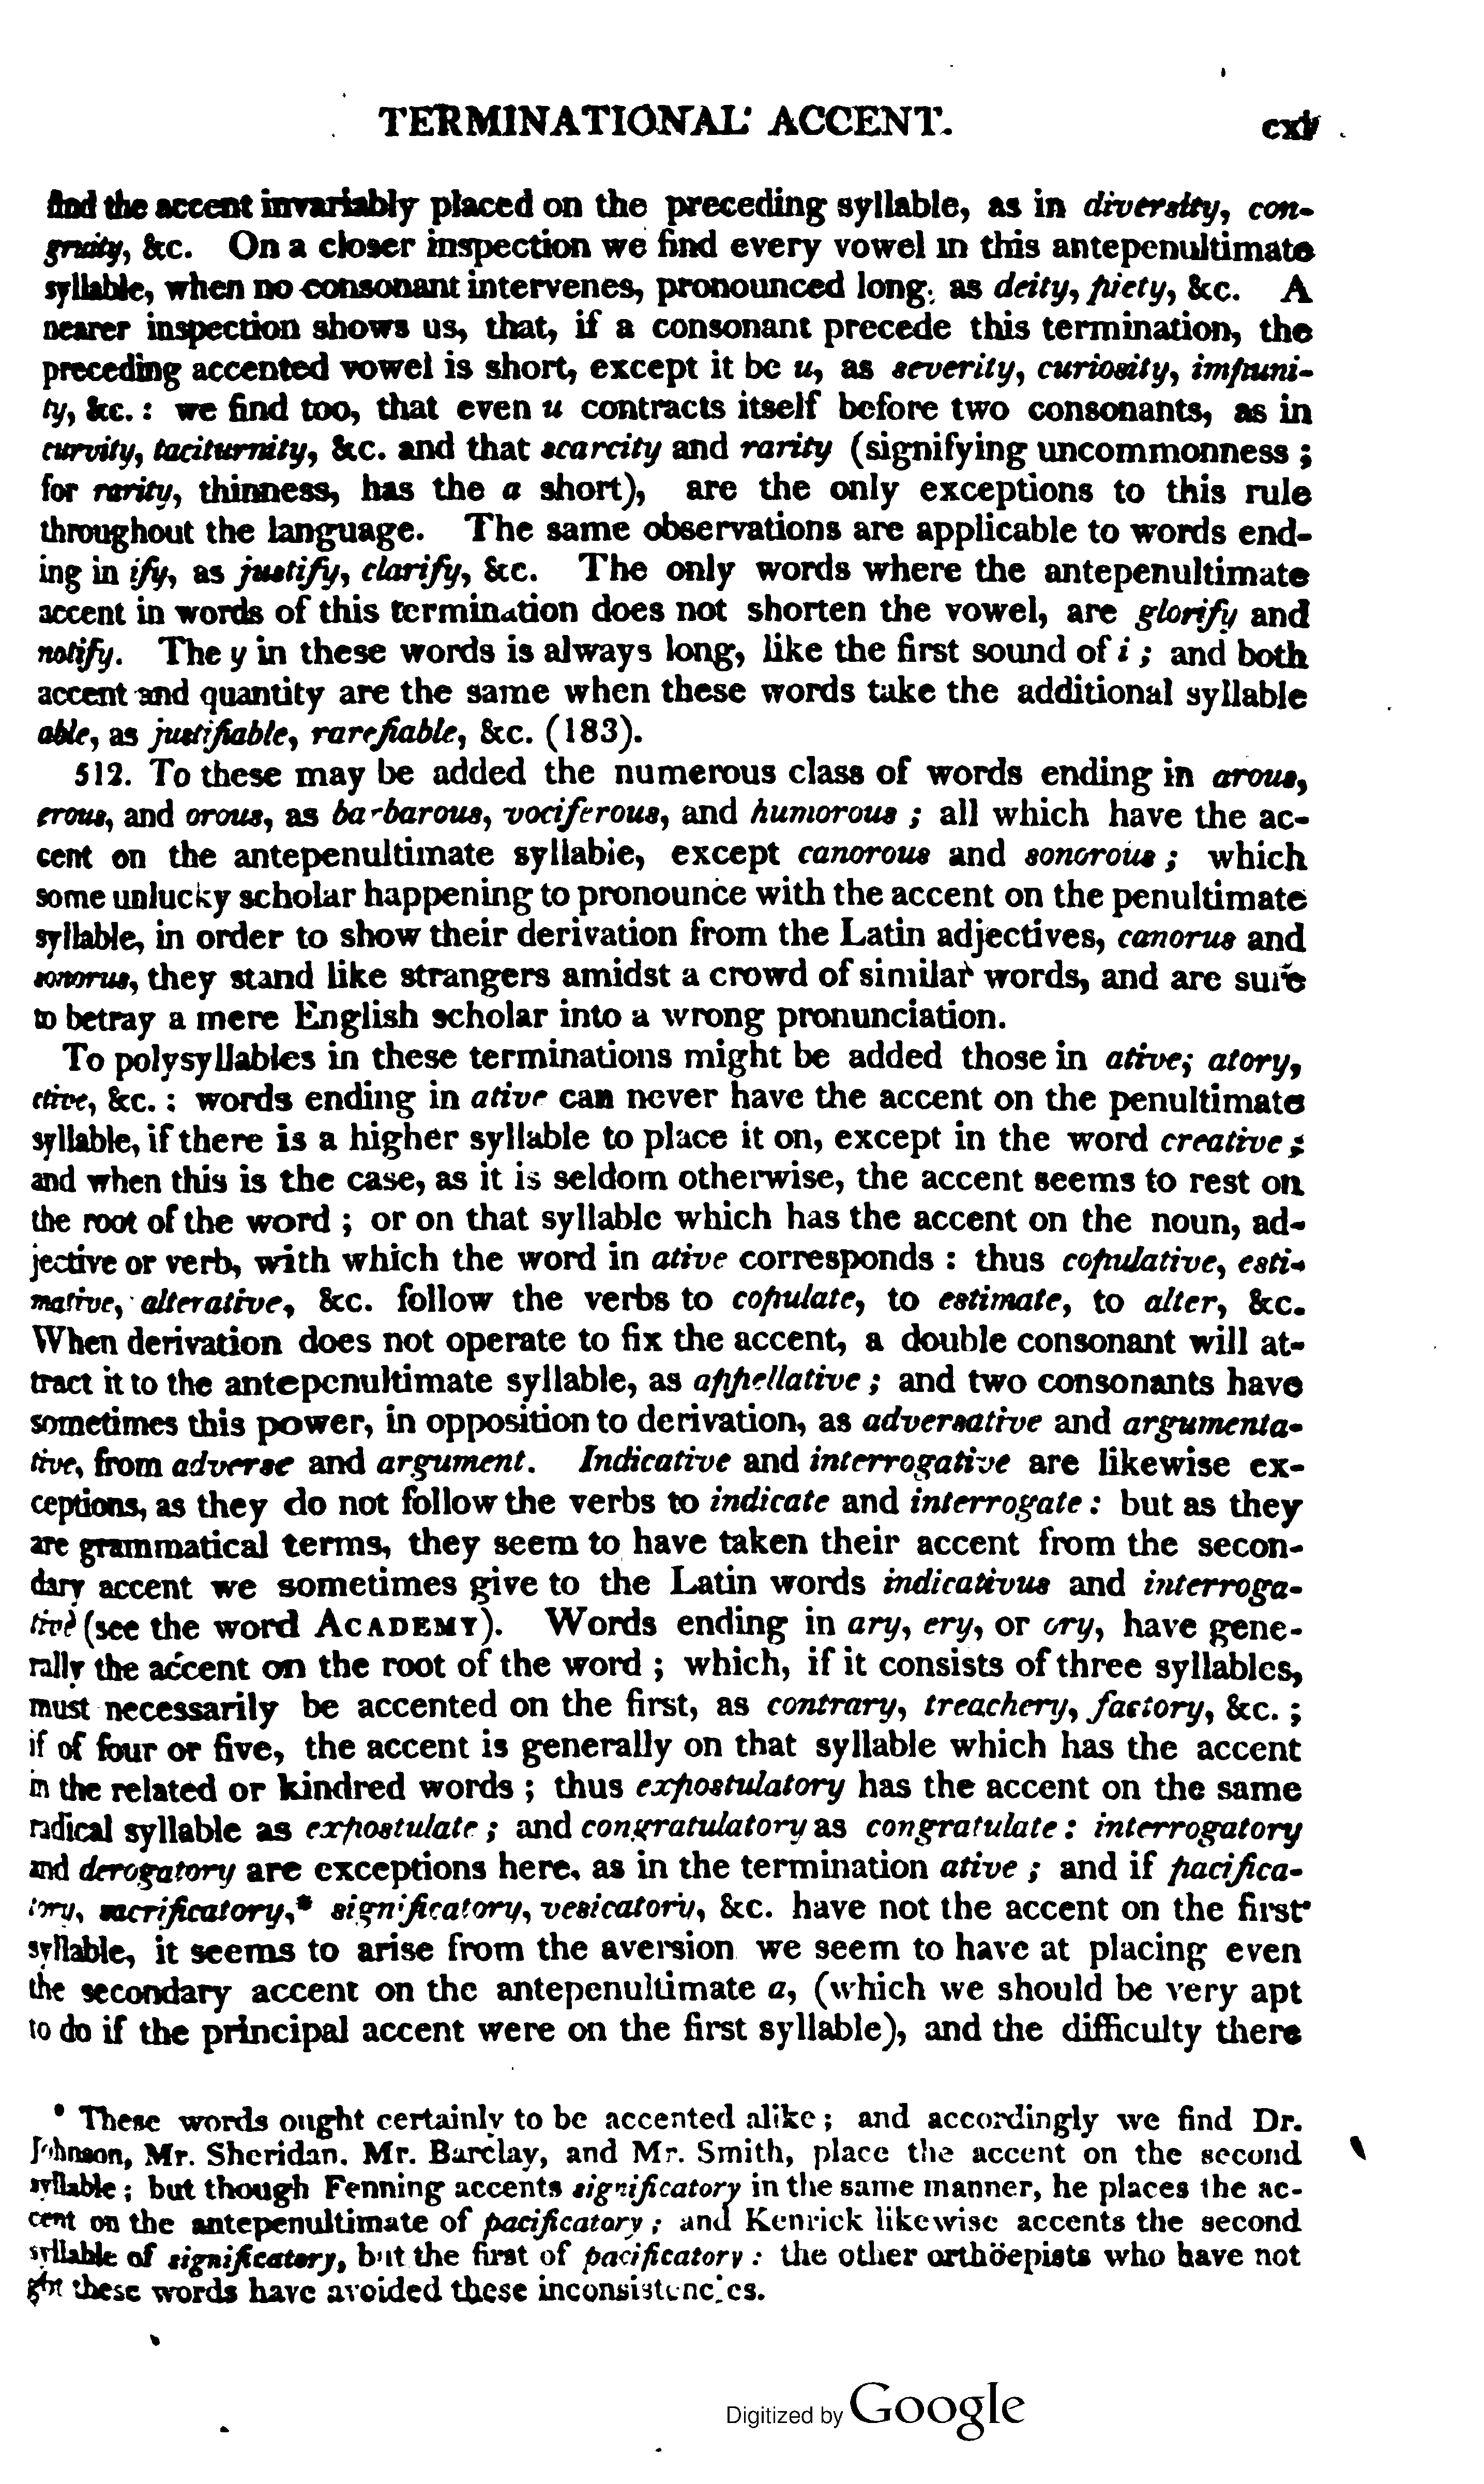 TERMINATIONAL ACCENT. cxv
find the accent invariably placed on the preceding syllable, as in diversity, con-
gruity, &c. On a closer inspection we find every vowel in this antepenultimate
syllable, when no consonant intervenes, pronounced long: as deity, piety, &c. A
nearer inspection shows us, that, if a consonant precede this termination, the
preceding accented vowel is short, except it be u, as severity, curiosity, impuni-
ty, &c. : we find too, that even u contracts itself before two consonants, as in
curvity, taciturnity, &c. and that scarcity and rarity (signifying uncommonness ;
for rarity, thinness, has the a short), are the only exceptions to this rule
throughout the language. The same observations are applicable to words end-
ing in ify, as justify, clarify, &c. The only words where the antepenultimate
accent in words of this termination does not shorten the vowel, are glorify and
notify. The y in these words is always long, like the first sound of i ; and both
accent and quantity are the same when these words take the additional syllable
able, as justifiable, rarefiable, &c. (183).
512. To these may be added the numerous class of words ending in arous,
erous, and orous, as barbarous, vociferous, and humorous ; all which have the ac-
cent on the antepenultimate syllable, except canorous and sonorous ; which
some unlucky scholar happening to pronounce with the accent on the penultimate
syllable, in order to show their derivation from the Latin adjectives, canorus and
sonorus, they stand like strangers amidst a crowd of similar words, and are sure
to betray a mere English scholar into a wrong pronunciation.
To polysyllables in these terminations might be added those in ative, atory,
ctive, &c. : words ending in ative can never have the accent on the penultimate
syllable, if there is a higher syllable to place it on, except in the word creative ;
and when this is the case, as it is seldom otherwise, the accent seems to rest on
the root of the word ; or on that syllable which has the accent on the noun, ad-
jective or verb, with which the word in ative corresponds : thus copulative, esti-
mative, alterative, &c. follow the verbs to copulate, to estimate, to alter, &c.
When derivation does not operate to fix the accent, a double consonant will at-
tract it to the antepenultimate syllable, as appellative ; and two consonants have
sometimes this power, in opposition to derivation, as adversative and argumenta-
tive, from adverse and argument. Indicative and interrogative are likewise ex-
ceptions, as they do not follow the verbs to indicate and interrogate : but as they
are grammatical terms, they seem to have taken their accent from the secon-
dary accent we sometimes give to the Latin words indicativus and interroga-
tive (see the word ACADEMY). Words ending in ary, ery, or ory, have gene-
rally the accent on the root of the word ; which, if it consists of three syllables,
must necessarily be accented on the first, as contrary, treachery, factory, &c. ;
if of four or five, the accent is generally on that syllable which has the accent
in the related or kindred words ; thus expostulatory has the accent on the same
radical syllable as expostulate ; and congratulatory as congratulate : interrogatory
and derogatory are exceptions here, as in the termination ative ; and if pacifica-
tory, sacrificatory,* significatory, vesicatory, &c. have not the accent on the first
syllable, it seems to arise from the aversion we seem to have at placing even
the secondary accent on the antepenultimate a, (which we should be very apt
to do if the principal accent were on the first syllable), and the difficulty there
* These words ought certainly to be accented alike ; and accordingly we find Dr.
Johnson, Mr. Sheridan, Mr. Barclay, and Mr. Smith, place the accent on the second
syllable ; but though Fenning accents significatory in the same manner, he places the ac-
cent on the antepenultimate of pacificatory ; and Kenrick likewise accents the second
syllable of significatory, but the first of pacificatory : the other orthöepists who have not
these words have avoided these inconsistencies.
Digitized by Google